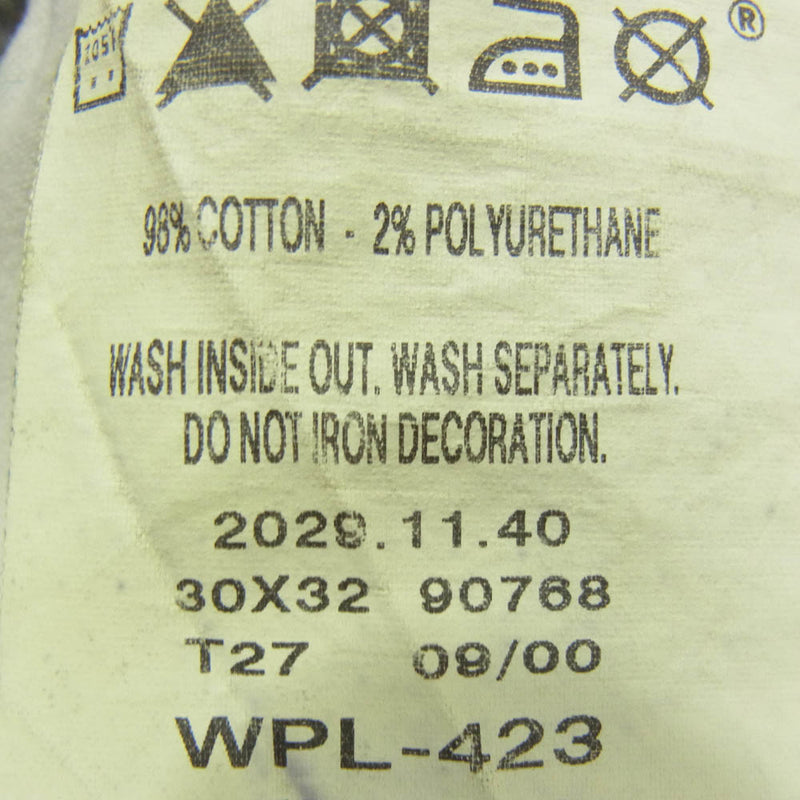 ®
98% COTTON - 2% POLYURETHANE
WASH INSIDE OUT. WASH SEPARATELY.
DO NOT IRON DECORATION.
2029.11.40
30X32 90768
T27 09/00
WPL-423